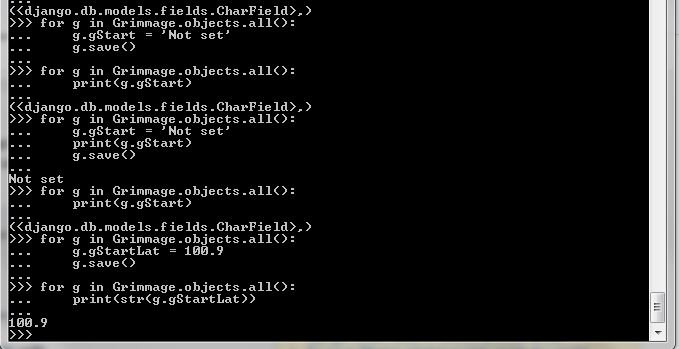 ...
(<django.db.models.fields.CharField>,)
>>> for g in Grimmage.objects.all():
...     g.gStart = 'Not set'
...     g.save()
...
>>> for g in Grimmage.objects.all():
...     print(g.gStart)
...
(<django.db.models.fields.CharField>,)
>>> for g in Grimmage.objects.all():
...     g.gStart = 'Not set'
...     print(g.gStart)
...     g.save()
...
Not set
>>> for g in Grimmage.objects.all():
...     print(g.gStart)
...
(<django.db.models.fields.CharField>,)
>>> for g in Grimmage.objects.all():
...     g.gStartLat = 100.9
...     g.save()
...
>>> for g in Grimmage.objects.all():
...     print(str(g.gStartLat))
...
100.9
>>>